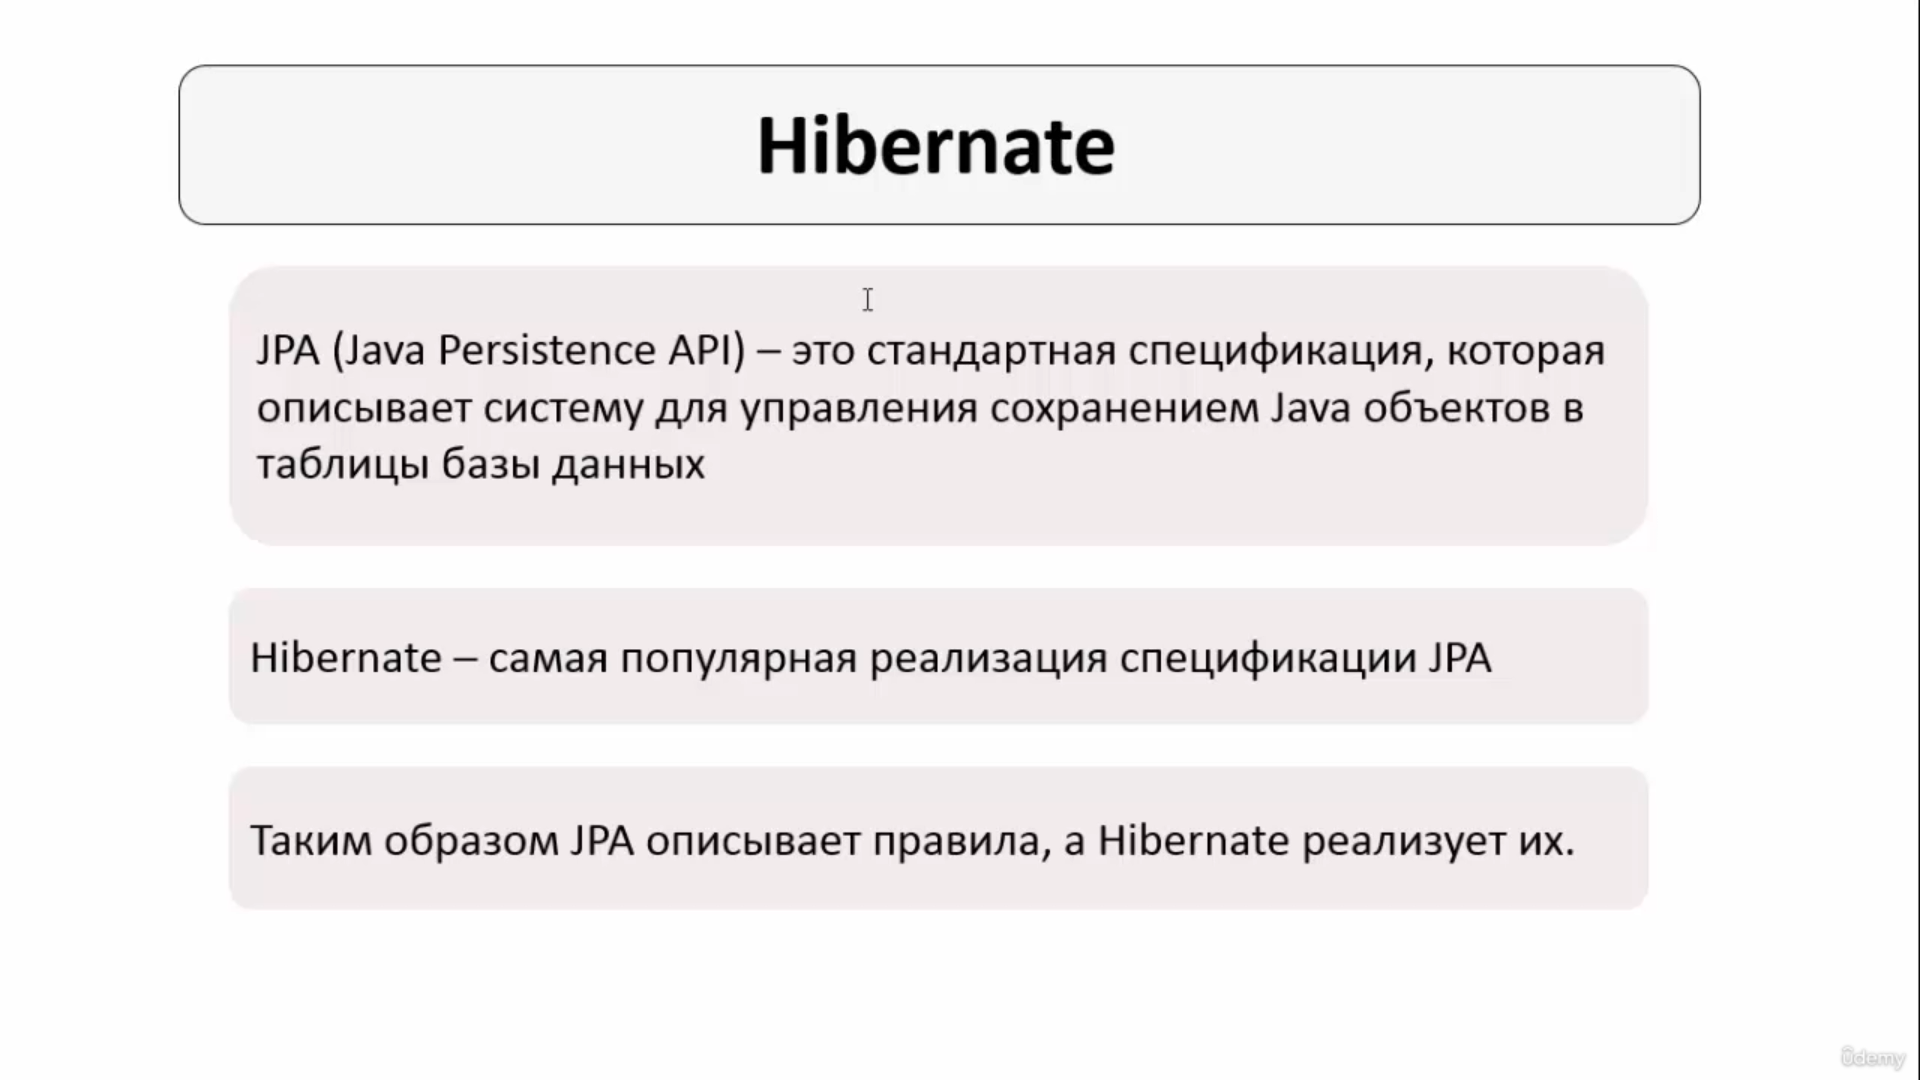 Hibernate
JPA (Java Persistence API) – это стандартная спецификация, которая
описывает систему для управления сохранением Java объектов в
таблицы базы данных
Hibernate – самая популярная реализация спецификации JPA
Таким образом JPA описывает правила, а Hibernate реализует их.
ûdemy